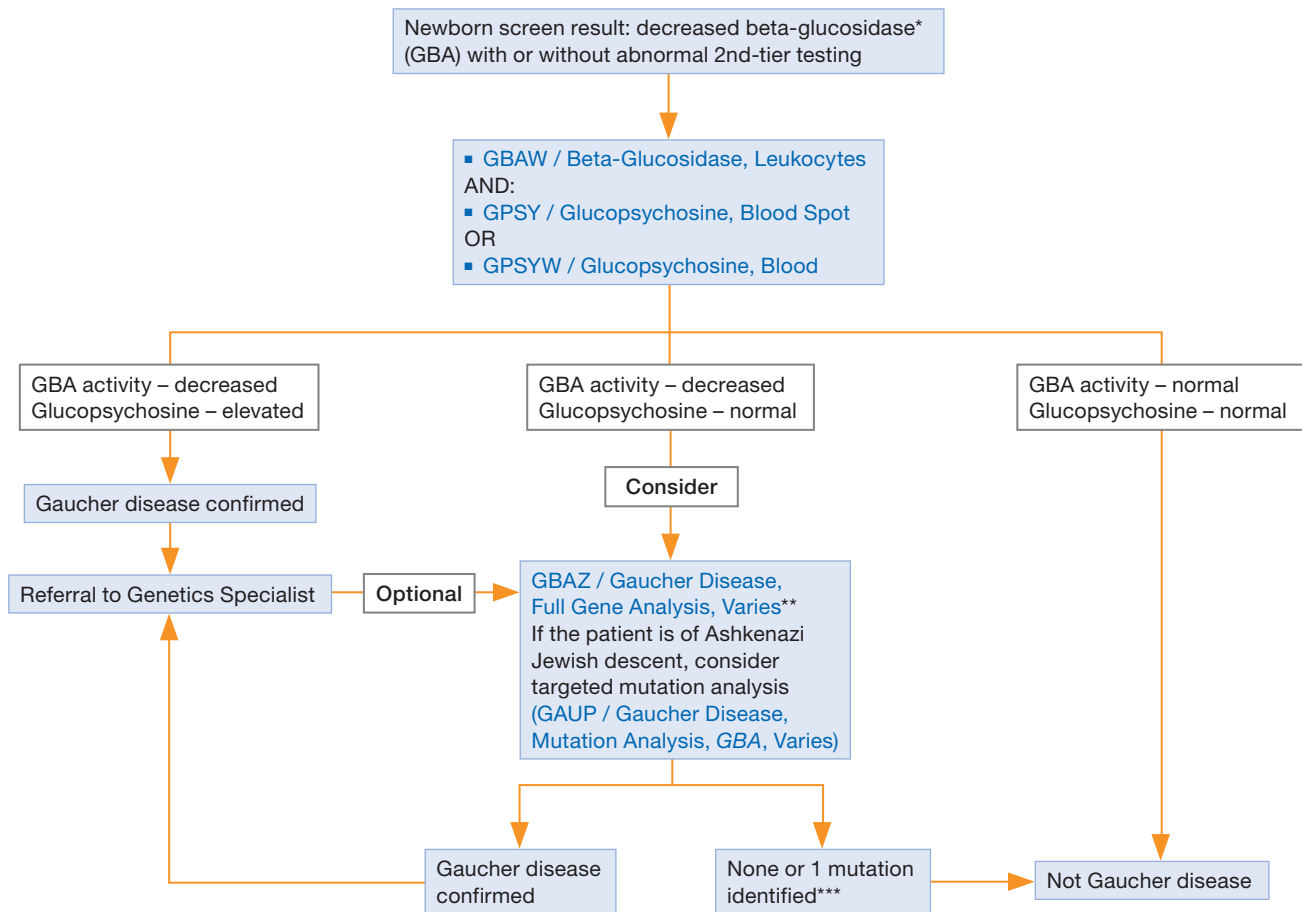 Newborn screen result: decreased beta-glucosidase*
(GBA) with or without abnormal 2nd-tier testing
▪ GBAW / Beta-Glucosidase, Leukocytes
AND:
▪ GPSY / Glucopsychosine, Blood Spot
OR
▪ GPSYW / Glucopsychosine, Blood
GBA activity – decreased
Glucopsychosine – elevated
GBA activity – decreased
Glucopsychosine – normal
GBA activity – normal
Glucopsychosine – normal
Gaucher disease confirmed
Consider
Referral to Genetics Specialist
Optional
GBAZ / Gaucher Disease,
Full Gene Analysis, Varies**
If the patient is of Ashkenazi
Jewish descent, consider
targeted mutation analysis
(GAUP / Gaucher Disease,
Mutation Analysis, GBA, Varies)
Gaucher disease
confirmed
None or 1 mutation
identified***
Not Gaucher disease